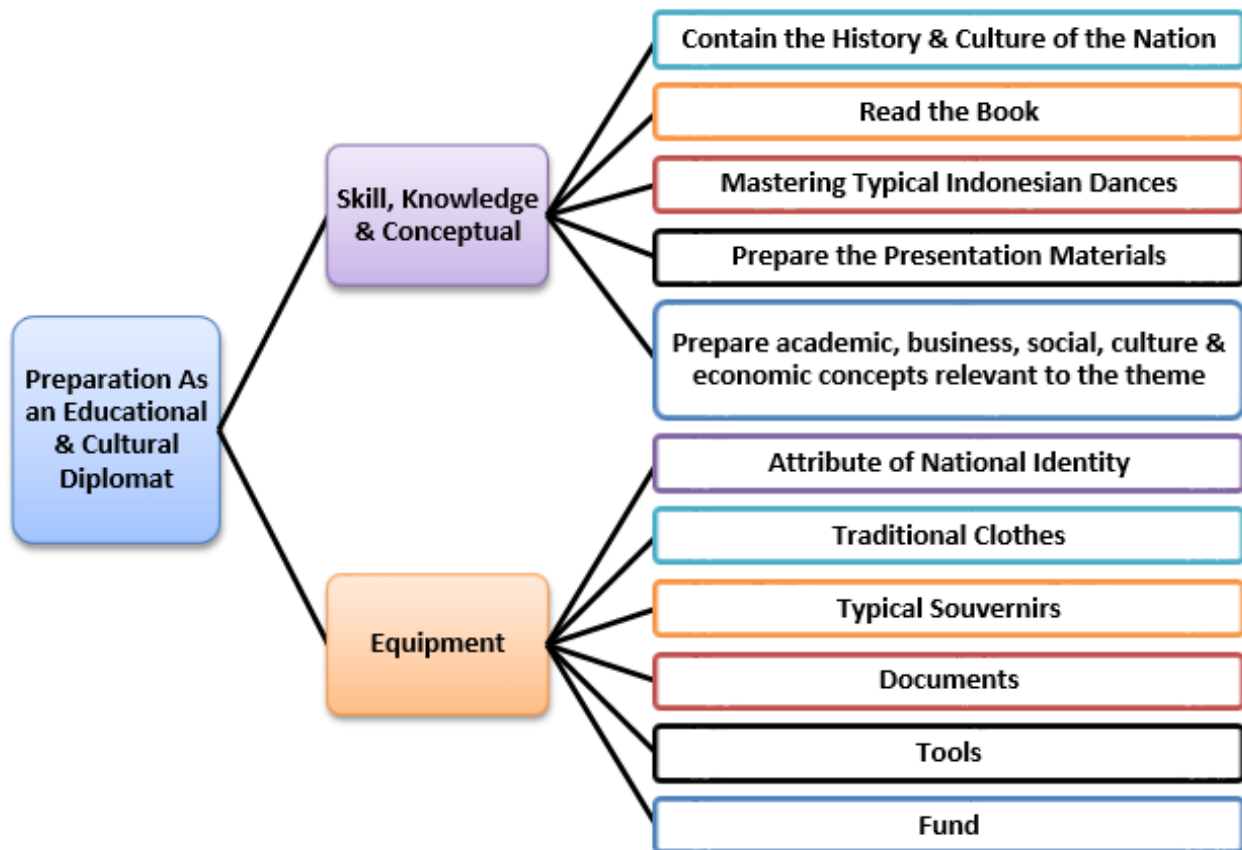 Preparation As
an Educational
& Cultural
Diplomat
Skill, Knowledge
& Conceptual
Contain the History & Culture of the Nation
Read the Book
Mastering Typical Indonesian Dances
Prepare the Presentation Materials
Prepare academic, business, social, culture &
economic concepts relevant to the theme
Equipment
Attribute of National Identity
Traditional Clothes
Typical Souvernirs
Documents
Tools
Fund